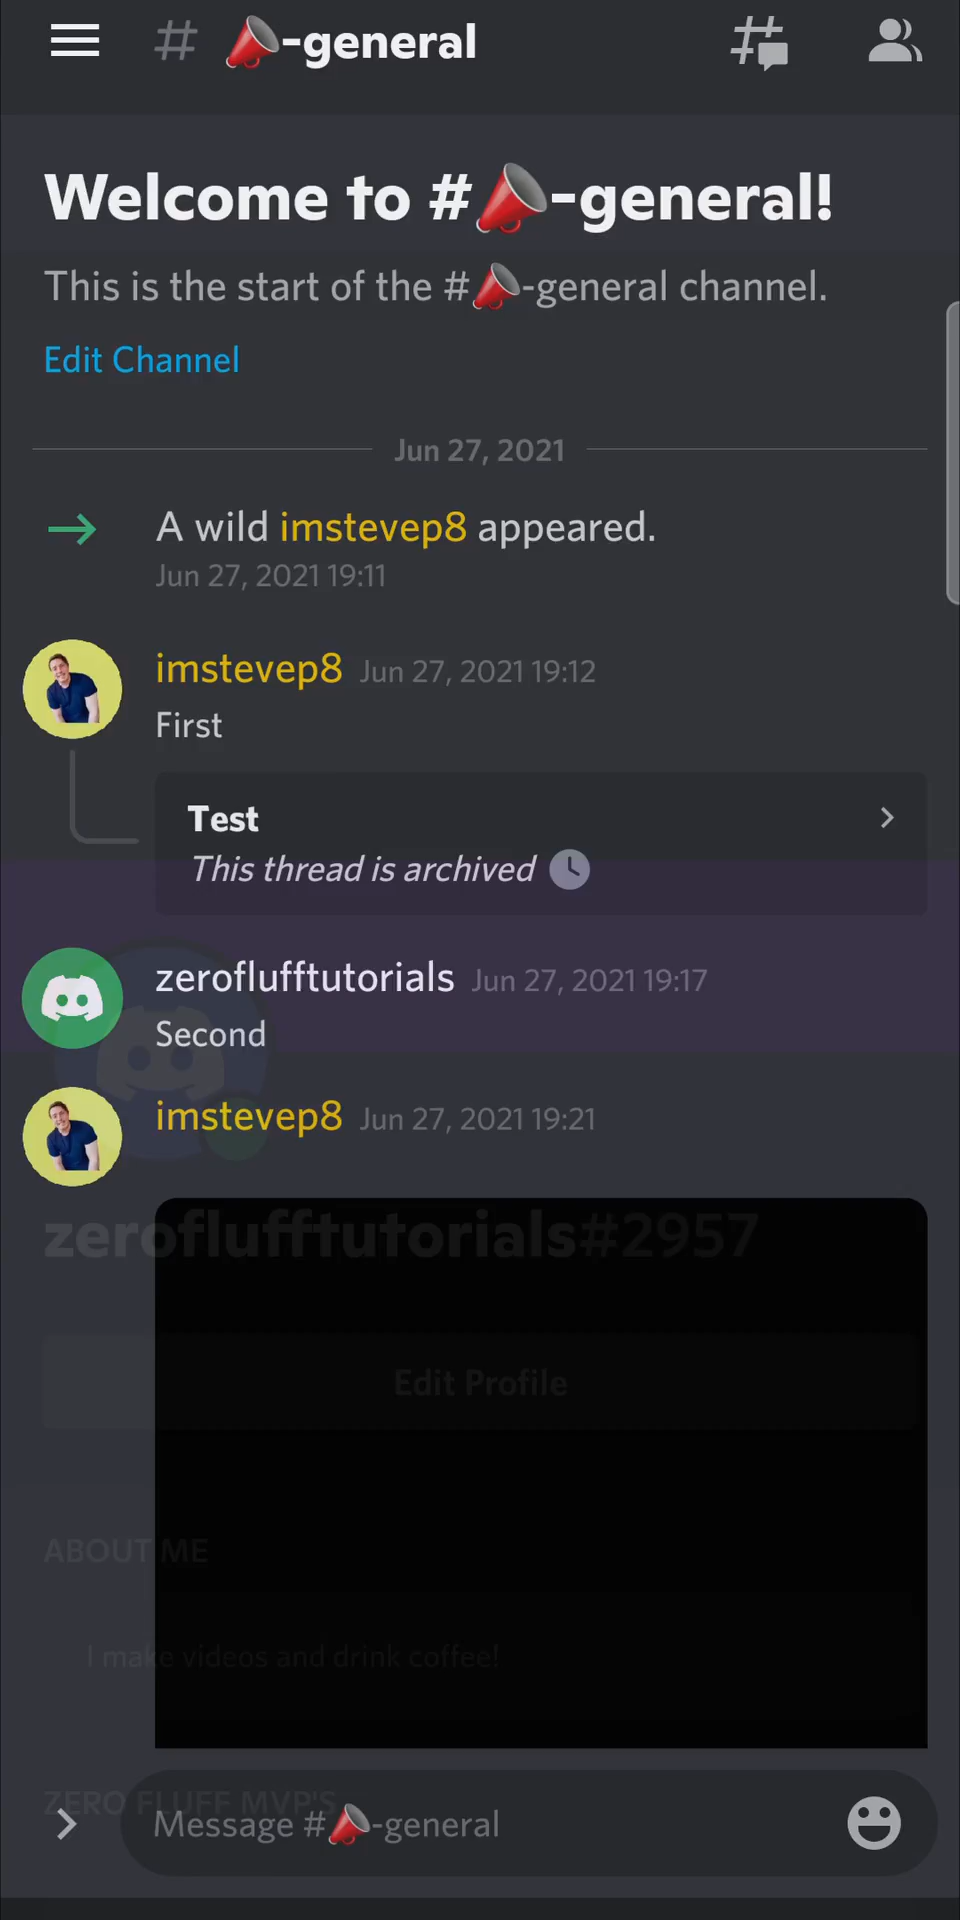 # 📣-general
Welcome to #📣-general!
This is the start of the #📣-general channel.
Edit Channel
Jun 27, 2021
A wild imstevep8 appeared.
Jun 27, 2021 19:11
imstevep8 Jun 27, 2021 19:12
First
Test
This thread is archived
zeroflufftutorials Jun 27, 2021 19:17
Second
imstevep8 Jun 27, 2021 19:21
zeroflufftutorials#2957
Edit Profile
ABOUT ME
I make videos and drink coffee!
ZERO FLUFF MVP'S
Message #📣-general